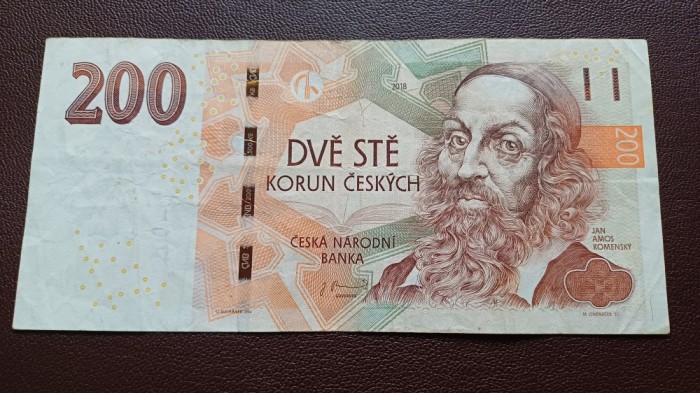 200
2018
DVĚ STĚ
KORUN ČESKÝCH
ČESKÁ NÁRODNÍ
BANKA
200
JAN
AMOS
KOMENSKÝ